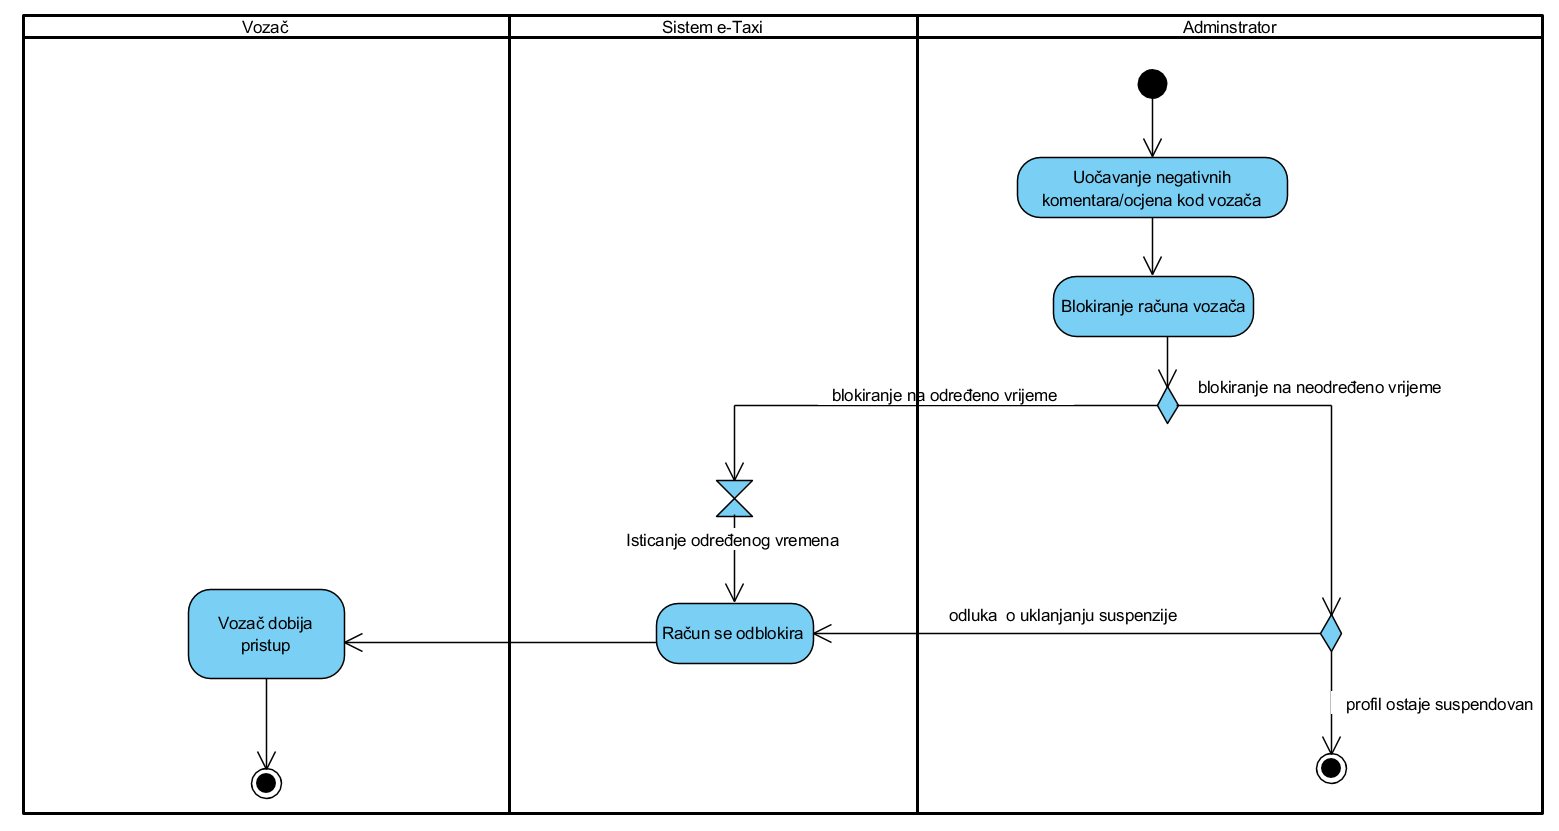 Vozač
Sistem e-Taxi
Adminstrator
Uočavanje negativnih
komentara/ocjena kod vozača
Blokiranje računa vozača
blokiranje na određeno vrijeme
blokiranje na neodređeno vrijeme
Isticanje određenog vremena
odluka  o uklanjanju suspenzije
Račun se odblokira
Vozač dobija
pristup
profil ostaje suspendovan